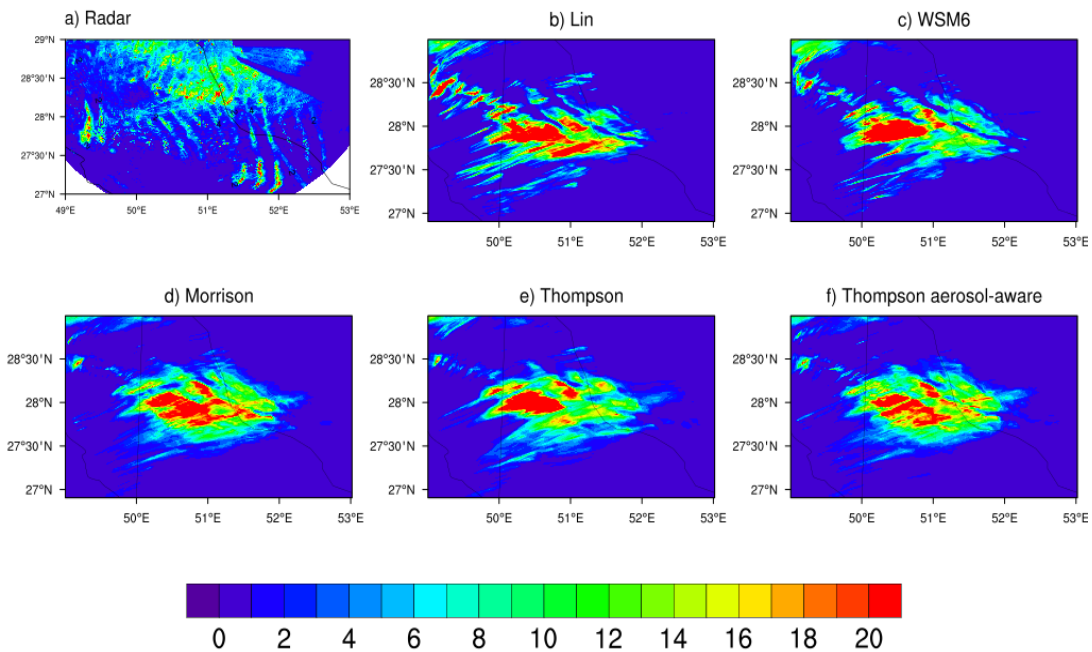 a) Radar
29°N
28°30'N
28°N
27°30'N
27°N
49°E 50°E 51°E 52°E 53°E
b) Lin
28°30'N
28°N
27°30'N
27°N
50°E 51°E 52°E 53°E
c) WSM6
28°30'N
28°N
27°30'N
27°N
50°E 51°E 52°E 53°E
d) Morrison
28°30'N
28°N
27°30'N
27°N
50°E 51°E 52°E 53°E
e) Thompson
28°30'N
28°N
27°30'N
27°N
50°E 51°E 52°E 53°E
f) Thompson aerosol-aware
28°30'N
28°N
27°30'N
27°N
50°E 51°E 52°E 53°E
0 2 4 6 8 10 12 14 16 18 20